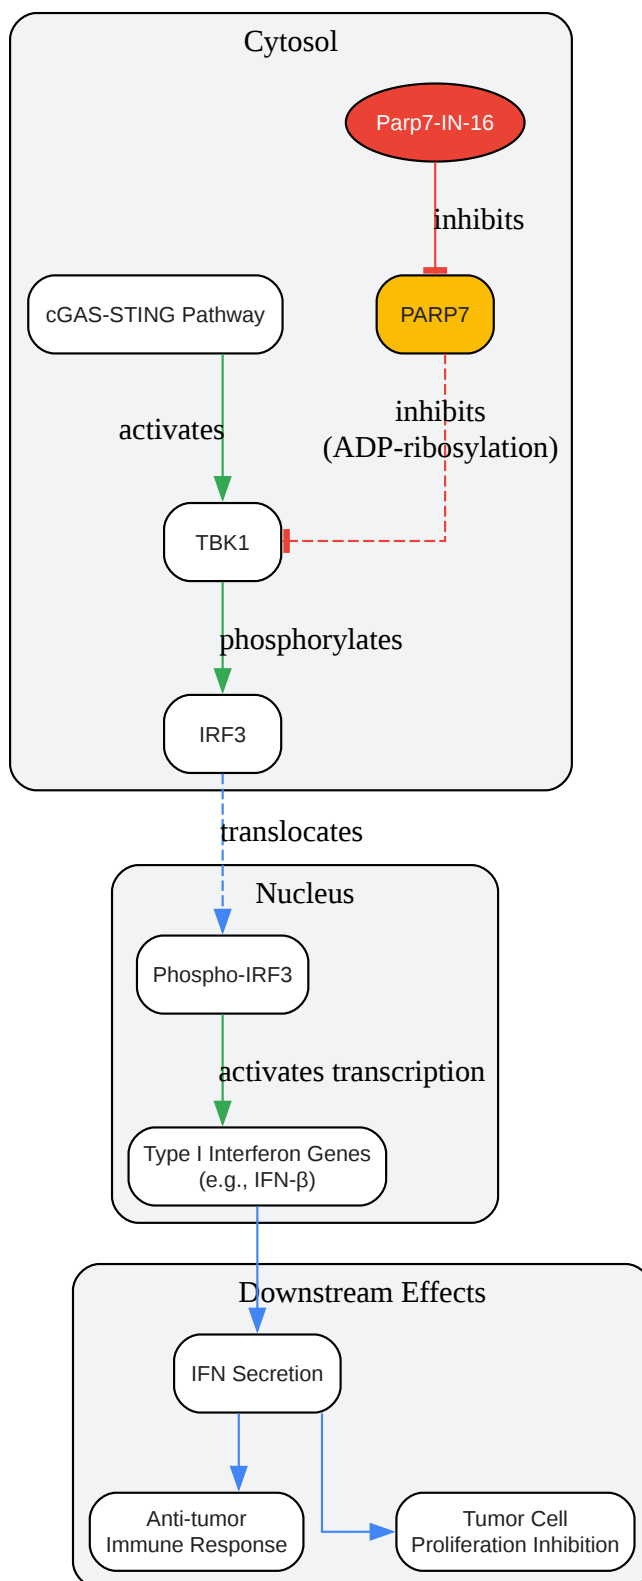 Cytosol
Parp7-IN-16
inhibits
cGAS-STING Pathway
PARP7
activates
inhibits
(ADP-ribosylation)
TBK1
phosphorylates
IRF3
translocates
Nucleus
Phospho-IRF3
activates transcription
Type I Interferon Genes
(e.g., IFN-β)
Downstream Effects
IFN Secretion
Anti-tumor
Immune Response
Tumor Cell
Proliferation Inhibition